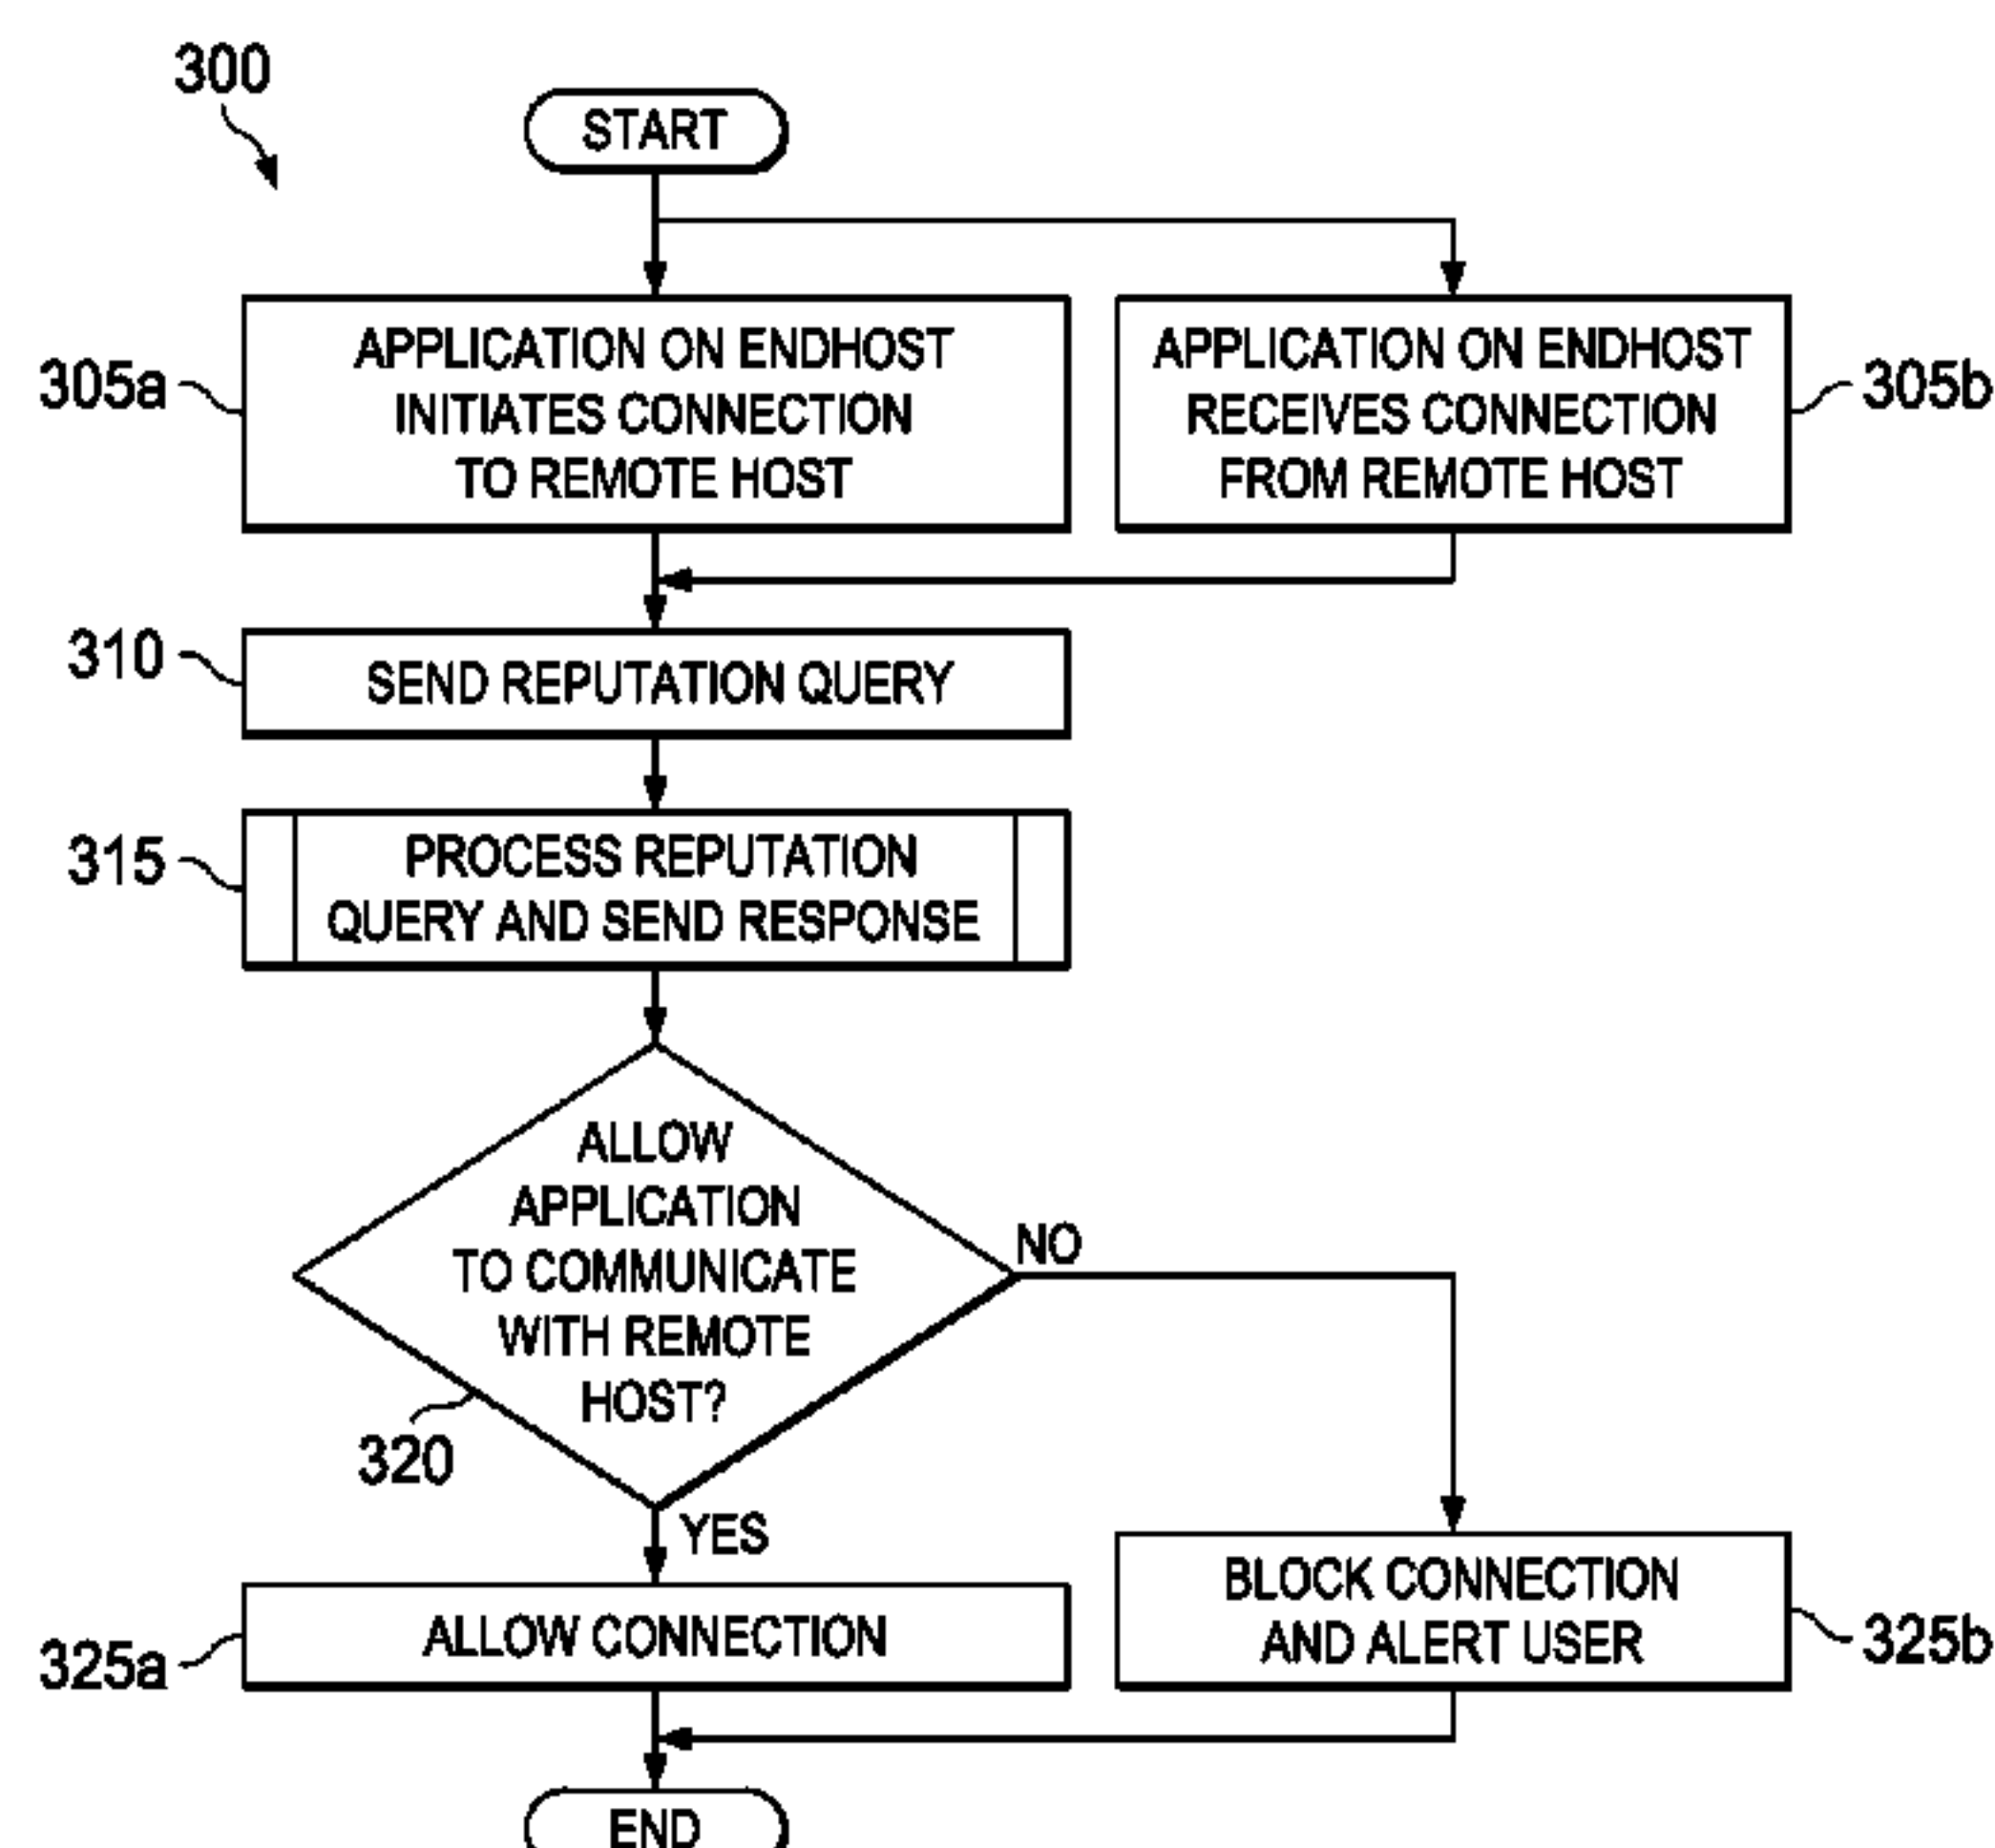 300
START
305a
APPLICATION ON ENDHOST
INITIATES CONNECTION
TO REMOTE HOST
APPLICATION ON ENDHOST
RECEIVES CONNECTION
FROM REMOTE HOST
305b
310
SEND REPUTATION QUERY
315
PROCESS REPUTATION
QUERY AND SEND RESPONSE
ALLOW
APPLICATION
TO COMMUNICATE
WITH REMOTE
HOST?
NO
320
YES
325a
ALLOW CONNECTION
BLOCK CONNECTION
AND ALERT USER
325b
END